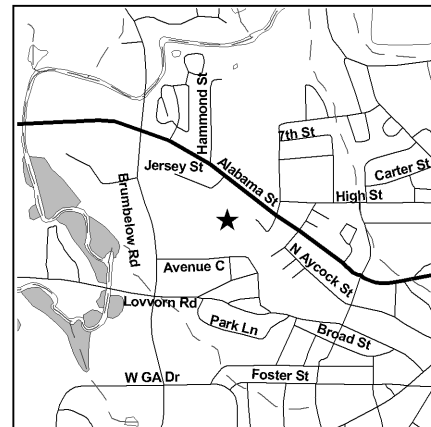 Hammond St
7th St
Carter St
Jersey St
Alabama St
High St
Brumbelow Rd
Avenue C
N Aycock St
Lovvorn Rd
Park Ln
Broad St
W GA Dr
Foster St